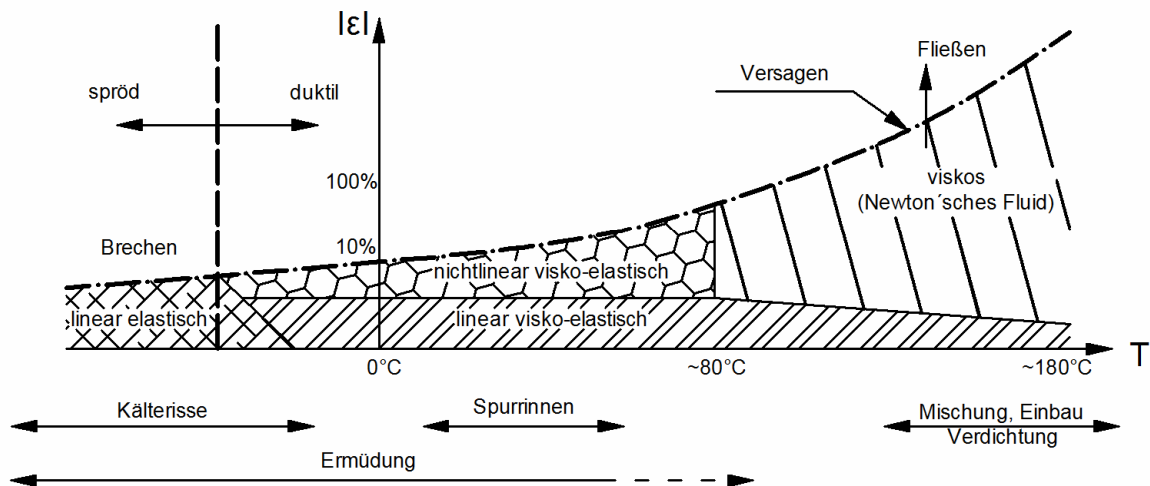 |ε|
Fließen
Versagen
spröd
duktil
100%
viskos
(Newton´sches Fluid)
Brechen
10%
nichtlinear visko-elastisch
linear elastisch
linear visko-elastisch
T
0°C
~80°C
~180°C
Kälterisse
Spurrinnen
Mischung, Einbau
Verdichtung
Ermüdung